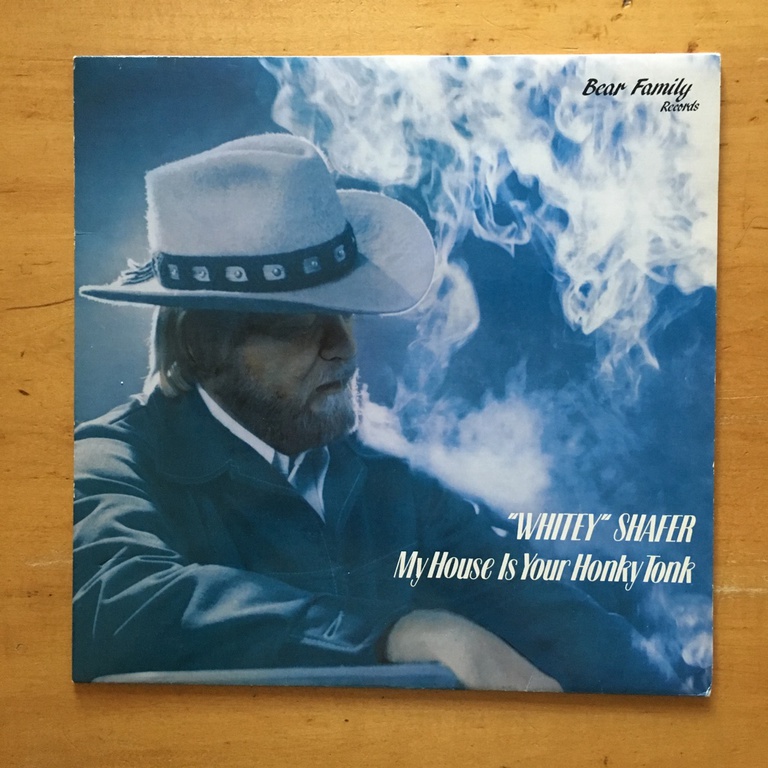 Bear Family
Records
"WHITEY" SHAFER
My House Is Your Honky Tonk